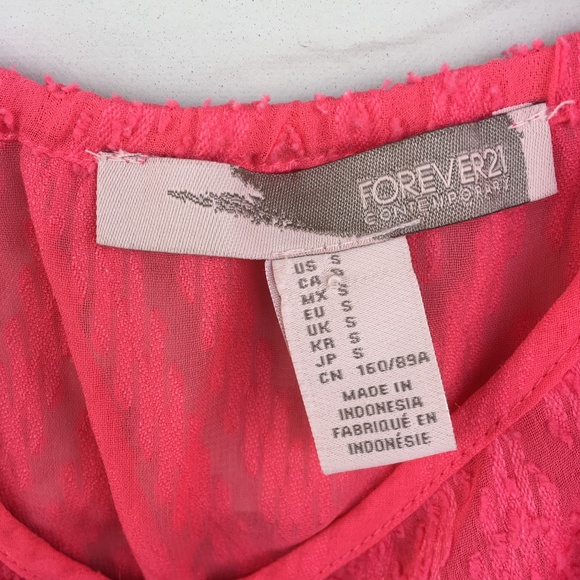 FOREVER21
CONTEMPORARY
US S
CA S
MX S
EU S
UK S
KR S
JP S
CN 160/89A
MADE IN
INDONESIA
FABRIQUÉ EN
INDONÉSIE